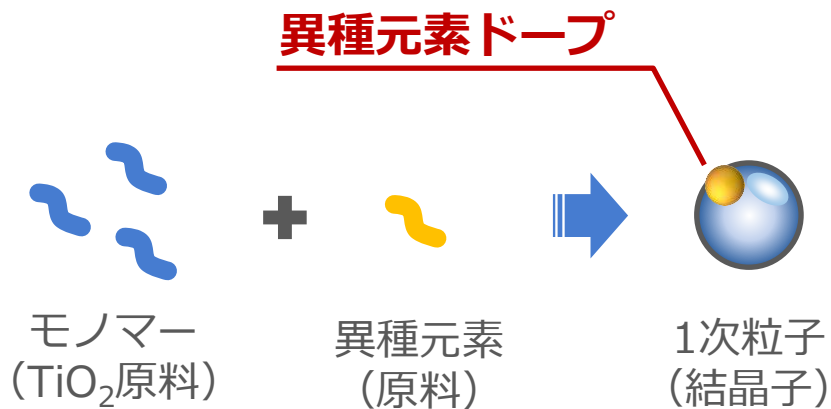 異種元素ドープ
モノマー
（TiO₂原料）
異種元素
（原料）
1次粒子
（結晶子）